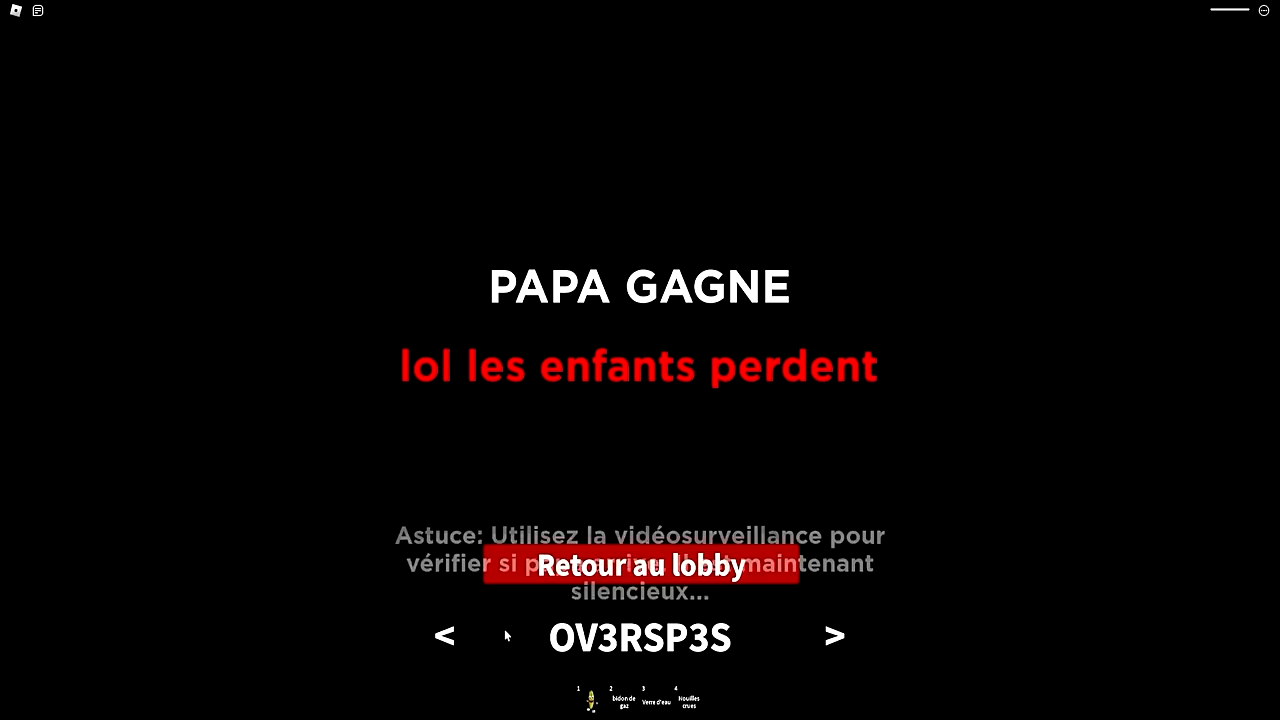 PAPA GAGNE
lol les enfants perdent
Astuce: Utilisez la vidéosurveillance pour
vérifier si maintenant
Retour au lobby
silencieux...
< OV3RSP3S >
1 2 3 4
bidon de gaz Verre d'eau Nouilles crues